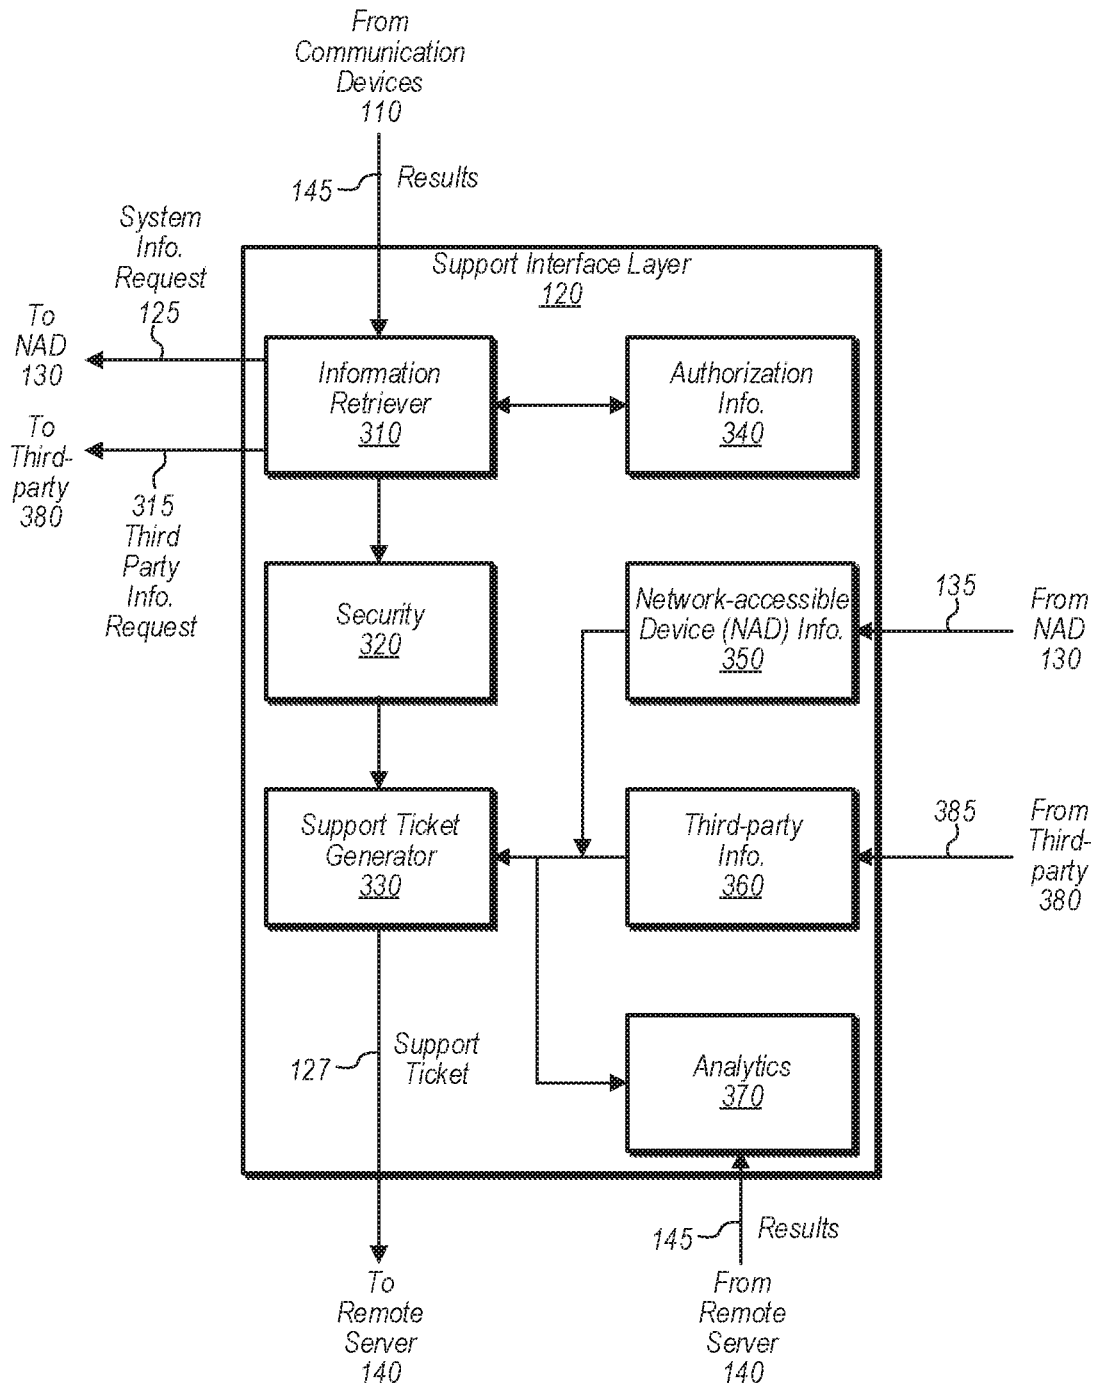 From
Communication
Devices
110
145
Results
System
Info.
Request
125
To
NAD
130
To
Third-
party
380
315
Third
Party
Info.
Request
Support Interface Layer
120
Information
Retriever
310
Authorization
Info.
340
Security
320
Network-accessible
Device (NAD) Info.
350
135
From
NAD
130
Support Ticket
Generator
330
Third-party
Info.
360
385
From
Third-
party
380
127
Support
Ticket
Analytics
370
145
Results
To
Remote
Server
140
From
Remote
Server
140